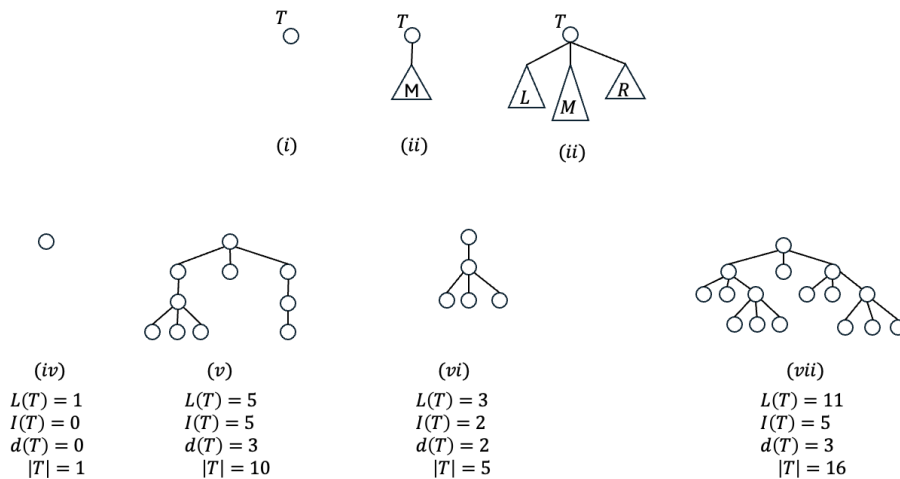 T T T
M L M R
(i) (ii) (ii)
(iv) (v) (vi) (vii)
L(T) = 1 L(T) = 5 L(T) = 3 L(T) = 11
I(T) = 0 I(T) = 5 I(T) = 2 I(T) = 5
d(T) = 0 d(T) = 3 d(T) = 2 d(T) = 3
|T| = 1 |T| = 10 |T| = 5 |T| = 16